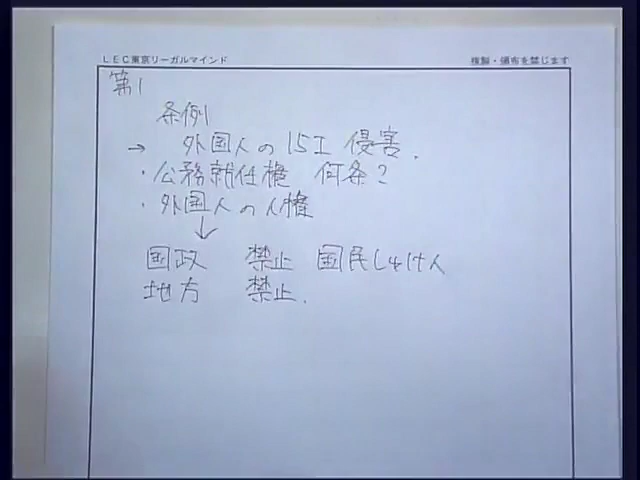 LEC東京リーガルマインド 複製・頒布を禁じます
第1
条例
→ 外国人の15I 侵害.
・公務就任権 何条?
・外国人の人権
↓
国政 禁止 国民しゅけん
地方 禁止.